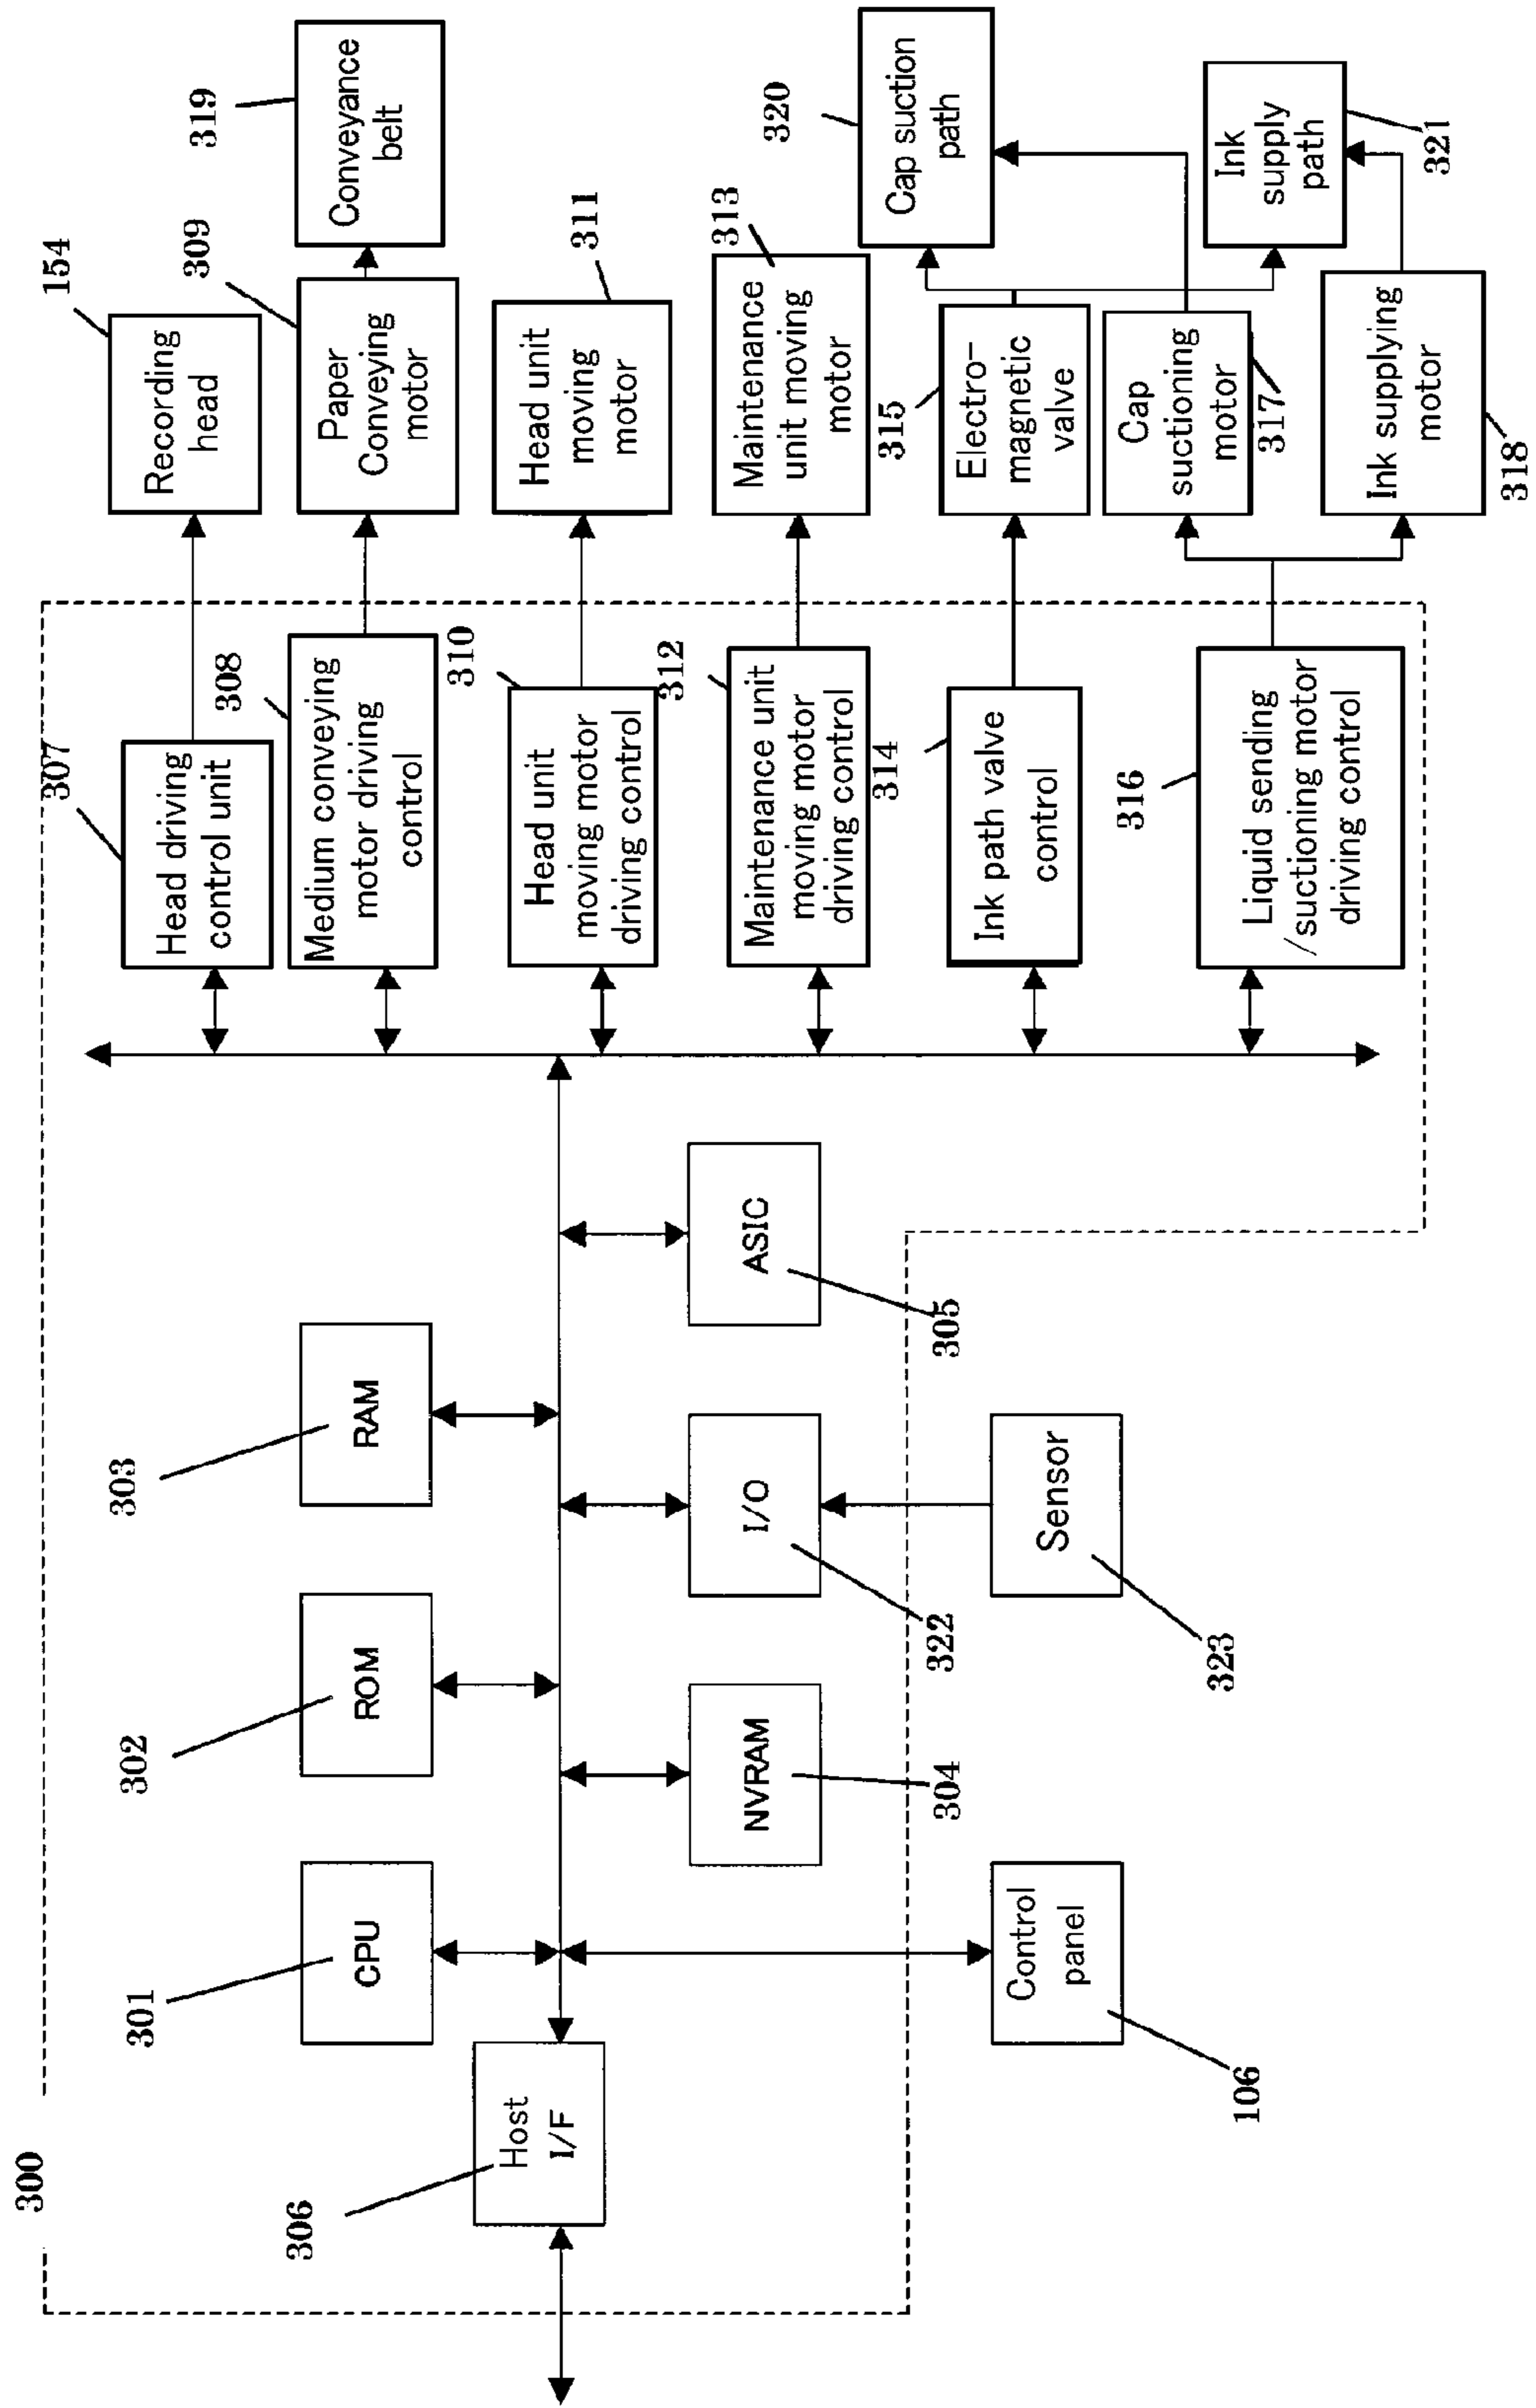 300
306
Host
I/F
301
CPU
302
ROM
303
RAM
NVRAM
304
I/O
322
ASIC
305
Control
panel
106
Sensor
323
307
Head driving
control unit
308
Medium conveying
motor driving
control
310
Head unit
moving motor
driving control
312
Maintenance unit
moving motor
driving control
314
Ink path valve
control
316
Liquid sending
/suctioning motor
driving control
154
Recording
head
309
Paper
Conveying
motor
319
Conveyance
belt
311
Head unit
moving
motor
313
Maintenance
unit moving
motor
315
Electro-
magnetic
valve
Cap
suctioning
motor
317
Ink supplying
motor
318
320
Cap suction
path
Ink
supply
path
321